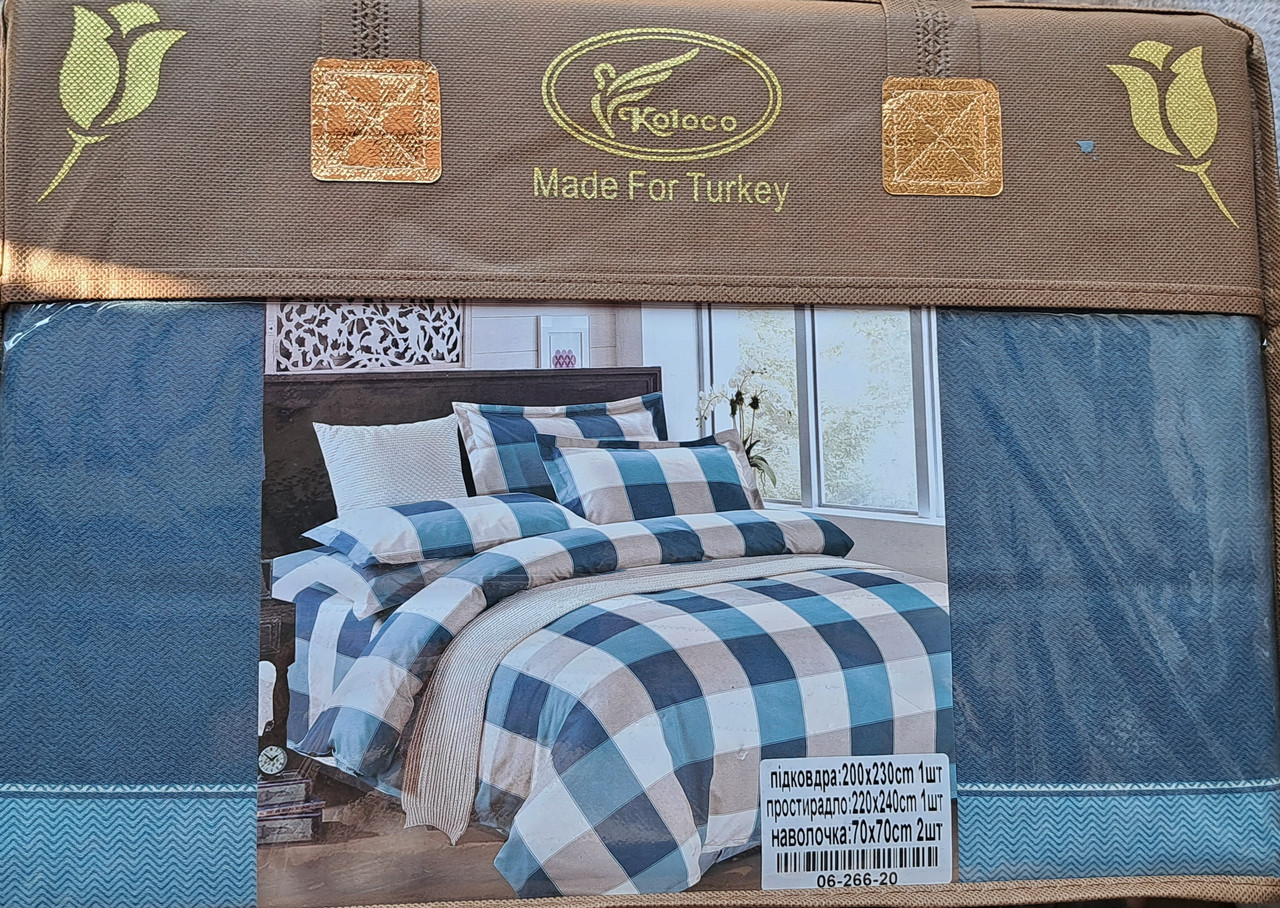 Koloco
Made For Turkey
підковдра:200x230cm 1шт
простирадло:220x240cm 1шт
наволочка:70x70cm 2шт
06-266-20